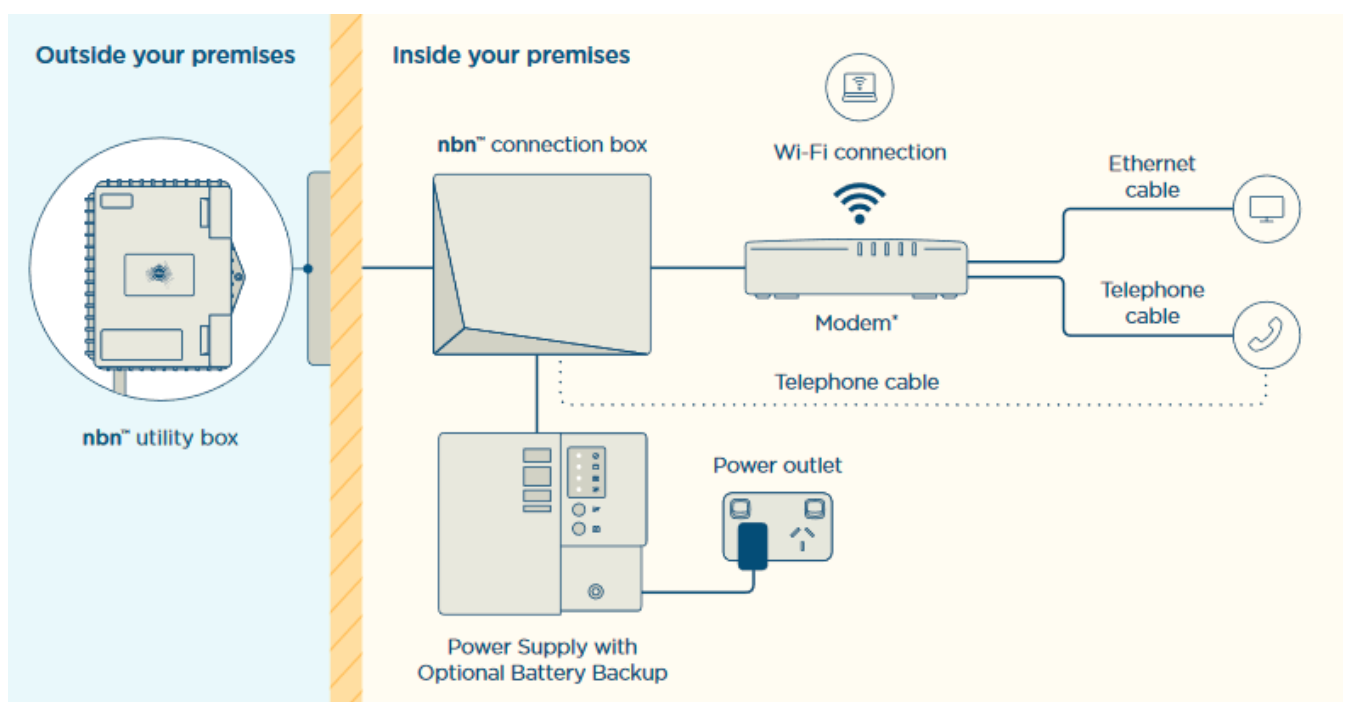 Outside your premises
Inside your premises
nbn™ connection box
Wi-Fi connection
Ethernet
cable
Telephone
cable
Modem*
Telephone cable
nbn™ utility box
Power outlet
Power Supply with
Optional Battery Backup